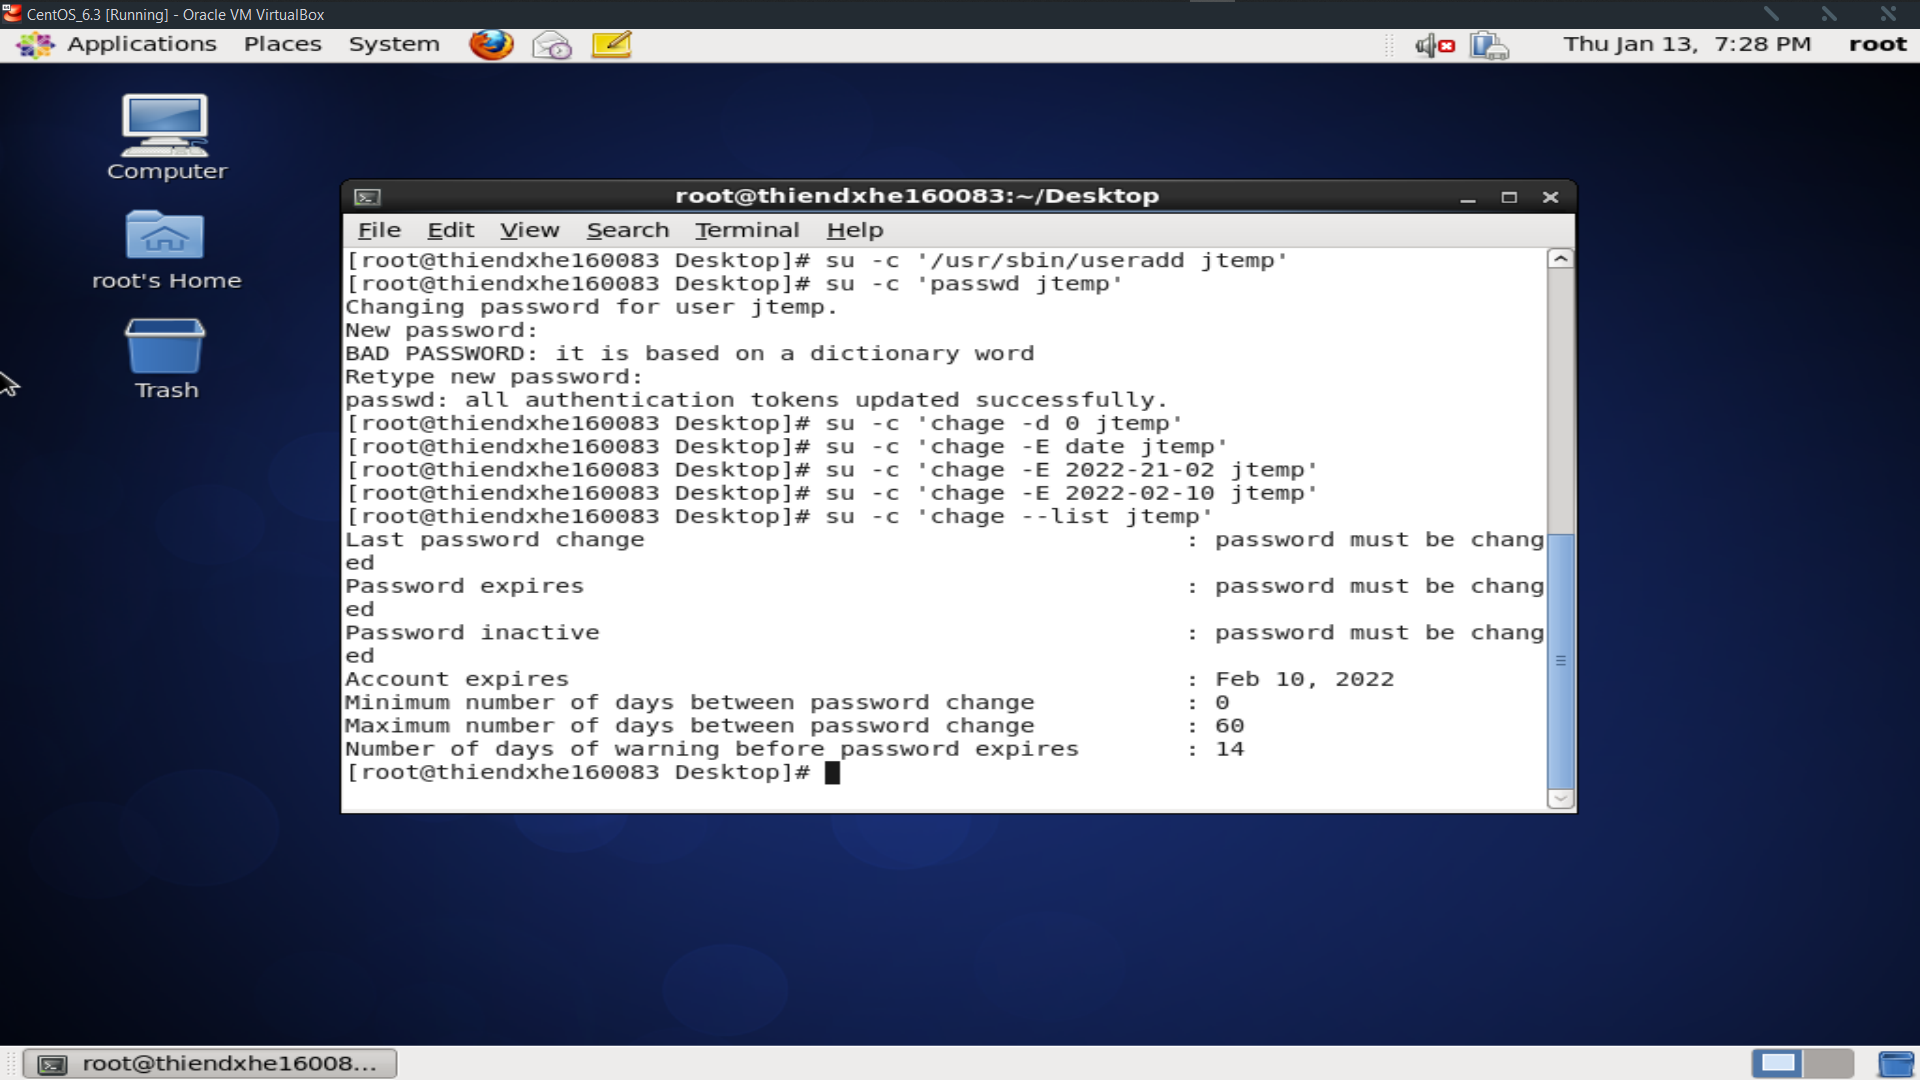 CentOS_6.3 [Running] - Oracle VM VirtualBox
Applications Places System Thu Jan 13, 7:28 PM root
Computer
root's Home
Trash
root@thiendxhe160083:~/Desktop
File Edit View Search Terminal Help
[root@thiendxhe160083 Desktop]# su -c '/usr/sbin/useradd jtemp'
[root@thiendxhe160083 Desktop]# su -c 'passwd jtemp'
Changing password for user jtemp.
New password:
BAD PASSWORD: it is based on a dictionary word
Retype new password:
passwd: all authentication tokens updated successfully.
[root@thiendxhe160083 Desktop]# su -c 'chage -d 0 jtemp'
[root@thiendxhe160083 Desktop]# su -c 'chage -E date jtemp'
[root@thiendxhe160083 Desktop]# su -c 'chage -E 2022-21-02 jtemp'
[root@thiendxhe160083 Desktop]# su -c 'chage -E 2022-02-10 jtemp'
[root@thiendxhe160083 Desktop]# su -c 'chage --list jtemp'
Last password change : password must be chang
ed
Password expires : password must be chang
ed
Password inactive : password must be chang
ed
Account expires : Feb 10, 2022
Minimum number of days between password change : 0
Maximum number of days between password change : 60
Number of days of warning before password expires : 14
[root@thiendxhe160083 Desktop]#
root@thiendxhe16008...